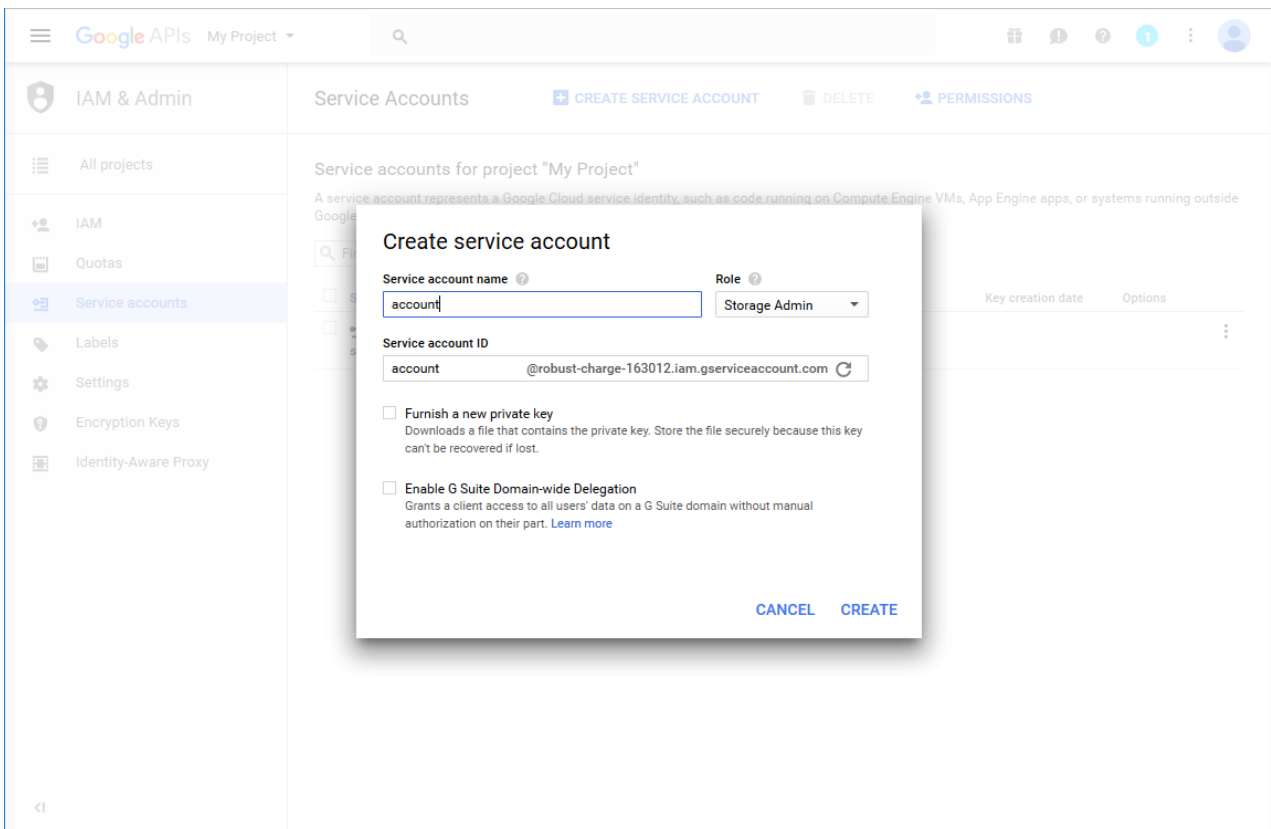 Google APIs My Project
1
IAM & Admin
Service Accounts
CREATE SERVICE ACCOUNT
DELETE
PERMISSIONS
All projects
IAM
Quotas
Service accounts
Labels
Settings
Encryption Keys
Identity-Aware Proxy
Service accounts for project "My Project"
A service account represents a Google Cloud service identity, such as code running on Compute Engine VMs, App Engine apps, or systems running outside
Google
Key creation date
Options
Create service account
Service account name
Role
account
Storage Admin
Service account ID
account @robust-charge-163012.iam.gserviceaccount.com
Furnish a new private key
Downloads a file that contains the private key. Store the file securely because this key
can't be recovered if lost.
Enable G Suite Domain-wide Delegation
Grants a client access to all users' data on a G Suite domain without manual
authorization on their part. Learn more
CANCEL
CREATE